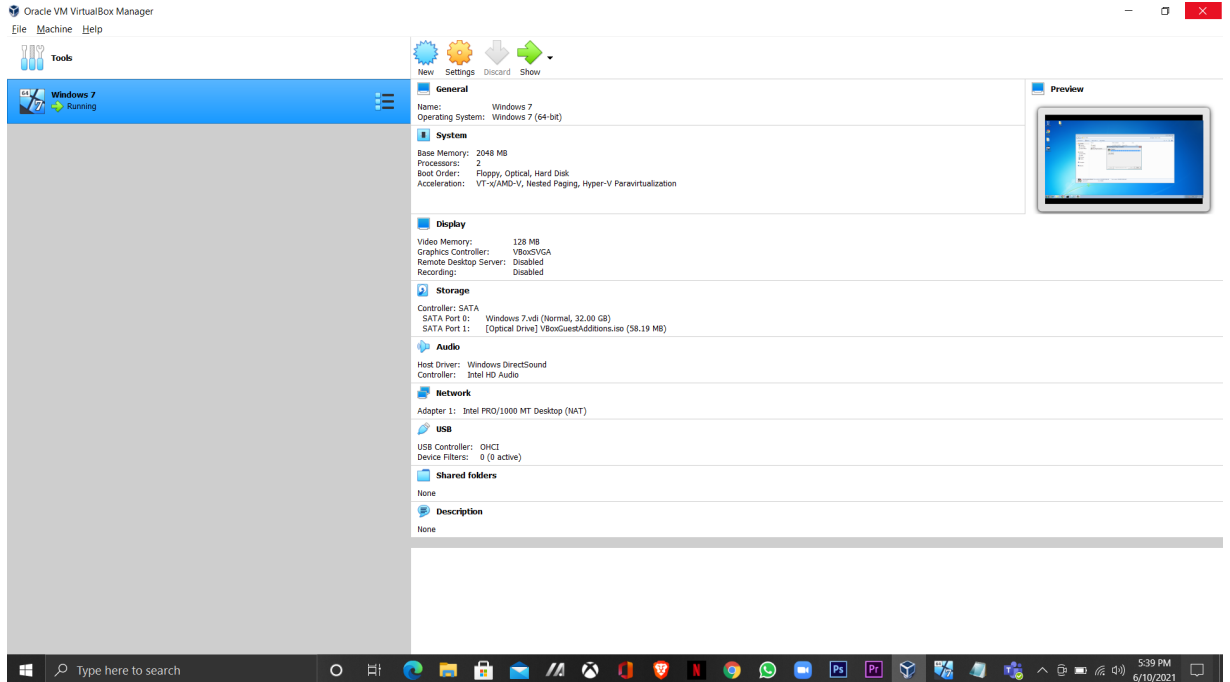 Oracle VM VirtualBox Manager
File Machine Help
Tools
New Settings Discard Show
64 7
Windows 7
Running
General
Name: Windows 7
Operating System: Windows 7 (64-bit)
Preview
System
Base Memory: 2048 MB
Processors: 2
Boot Order: Floppy, Optical, Hard Disk
Acceleration: VT-x/AMD-V, Nested Paging, Hyper-V Paravirtualization
Display
Video Memory: 128 MB
Graphics Controller: VBoxSVGA
Remote Desktop Server: Disabled
Recording: Disabled
Storage
Controller: SATA
SATA Port 0: Windows 7.vdi (Normal, 32.00 GB)
SATA Port 1: [Optical Drive] VBoxGuestAdditions.iso (58.19 MB)
Audio
Host Driver: Windows DirectSound
Controller: Intel HD Audio
Network
Adapter 1: Intel PRO/1000 MT Desktop (NAT)
USB
USB Controller: OHCI
Device Filters: 0 (0 active)
Shared folders
None
Description
None
Type here to search
N
Ps
Pr
7
5:39 PM
6/10/2021